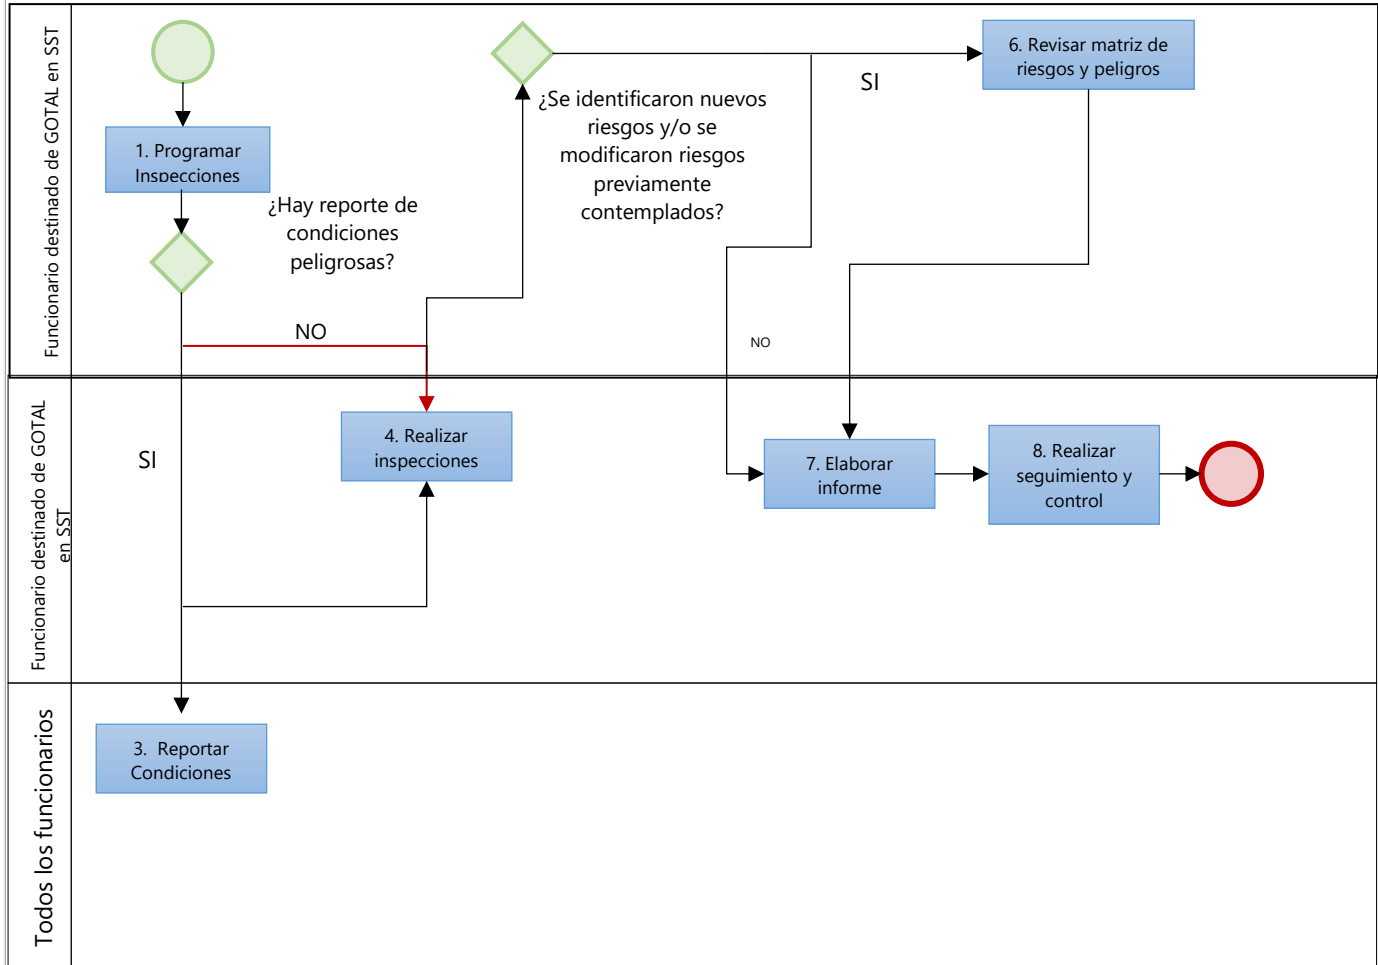 Funcionario destinado de GOTAL en SST
1. Programar
Inspecciones
¿Hay reporte de
condiciones
peligrosas?
NO
¿Se identificaron nuevos
riesgos y/o se
modificaron riesgos
previamente
contemplados?
SI
6. Revisar matriz de
riesgos y peligros
NO
Funcionario destinado de GOTAL
en SST
SI
4. Realizar
inspecciones
7. Elaborar
informe
8. Realizar
seguimiento y
control
Todos los funcionarios
3. Reportar
Condiciones